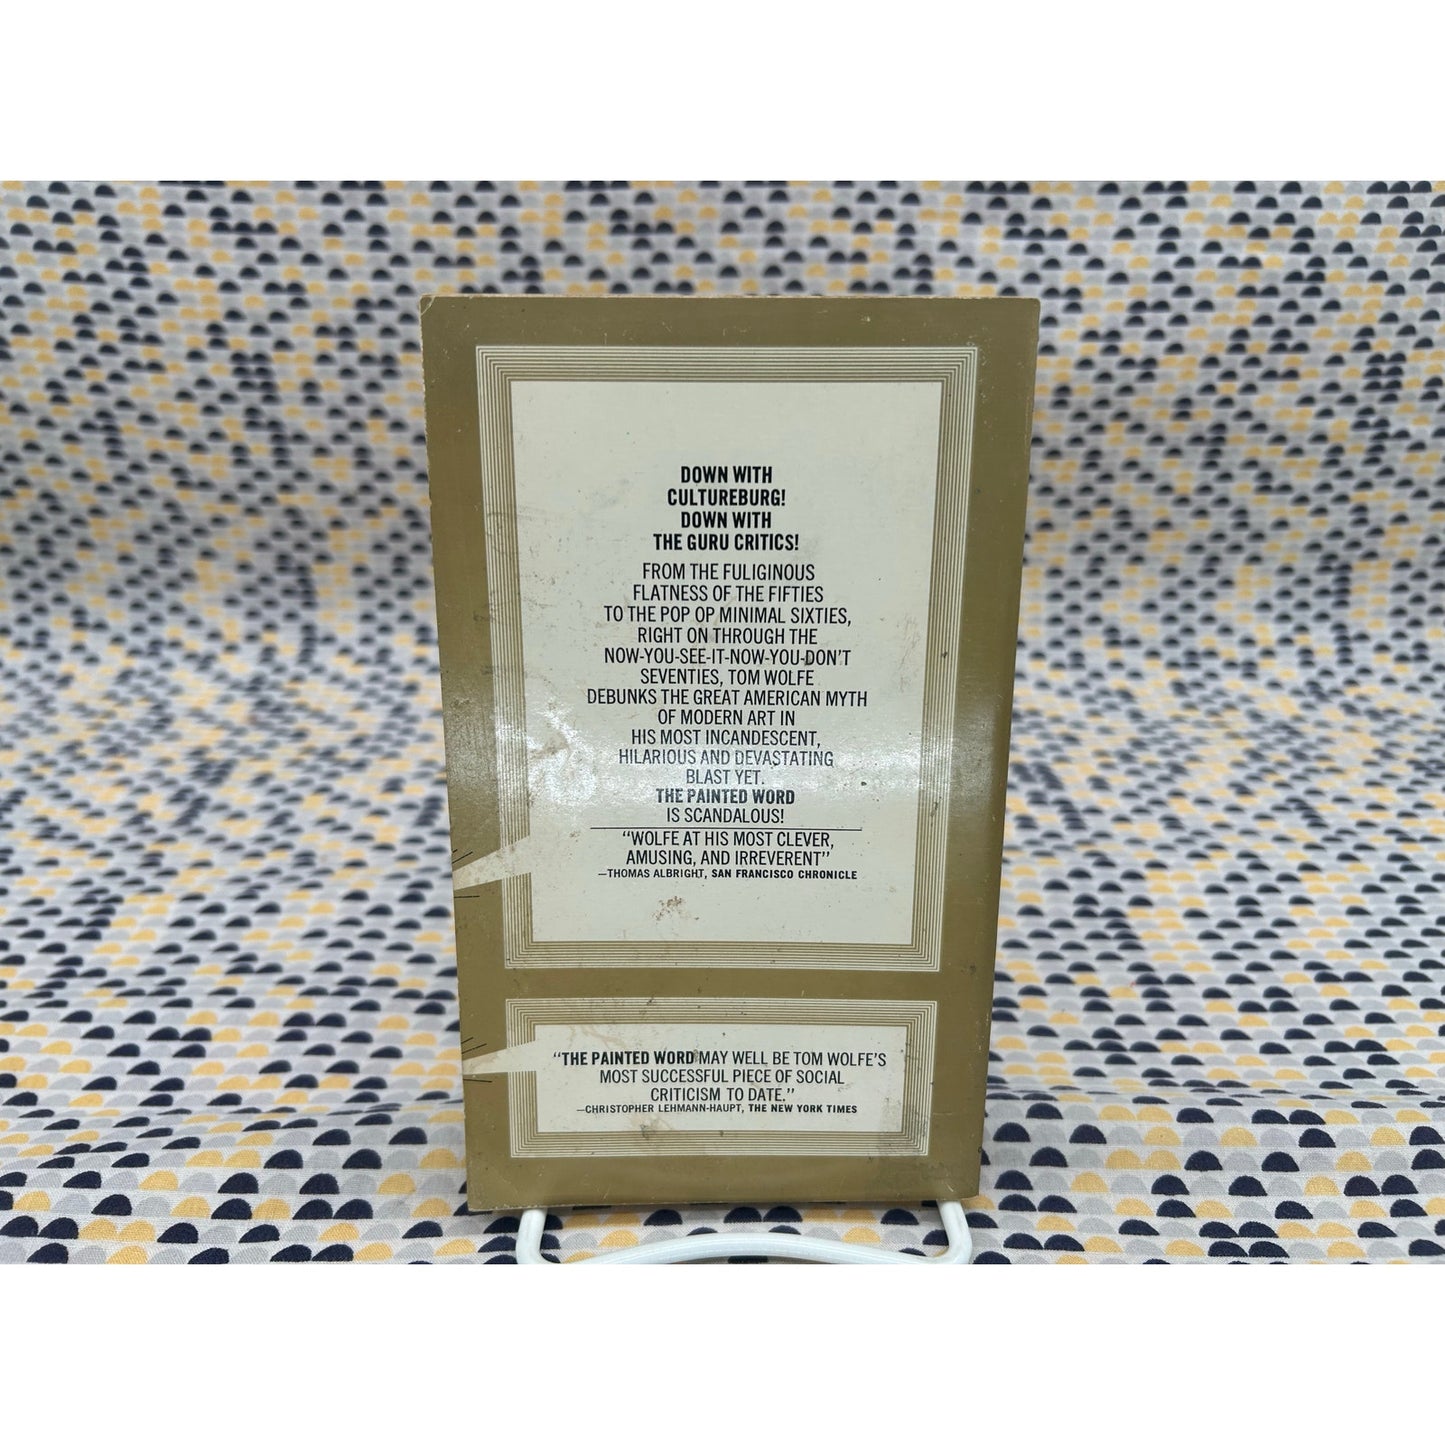 DOWN WITH
CULTUREBURG!
DOWN WITH
THE GURU CRITICS!
FROM THE FULIGINOUS
FLATNESS OF THE FIFTIES
TO THE POP OP MINIMAL SIXTIES,
RIGHT ON THROUGH THE
NOW-YOU-SEE-IT-NOW-YOU-DON'T
SEVENTIES, TOM WOLFE
DEBUNKS THE GREAT AMERICAN MYTH
OF MODERN ART IN
HIS MOST INCANDESCENT,
HILARIOUS AND DEVASTATING
BLAST YET.
THE PAINTED WORD
IS SCANDALOUS!
"WOLFE AT HIS MOST CLEVER,
AMUSING, AND IRREVERENT"
—THOMAS ALBRIGHT, SAN FRANCISCO CHRONICLE
"THE PAINTED WORD MAY WELL BE TOM WOLFE'S
MOST SUCCESSFUL PIECE OF SOCIAL
CRITICISM TO DATE."
—CHRISTOPHER LEHMANN-HAUPT, THE NEW YORK TIMES